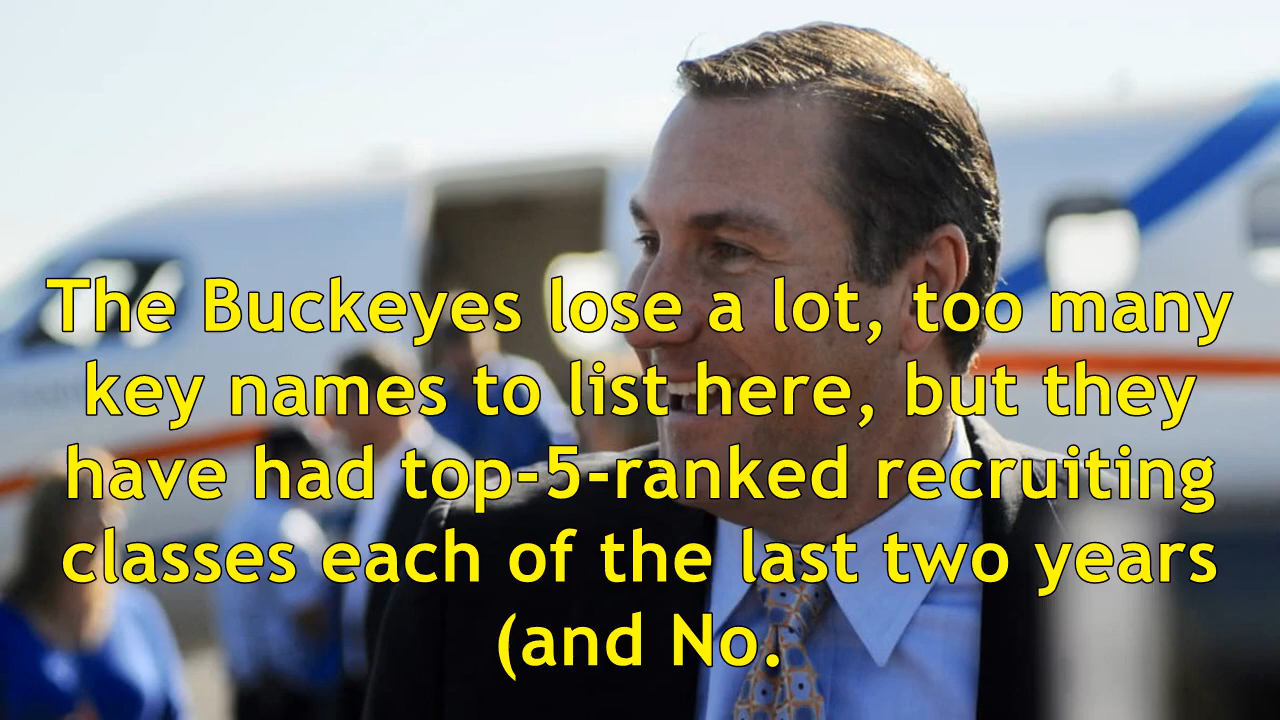 The Buckeyes lose a lot, too many
key names to list here, but they
have had top-5-ranked recruiting
classes each of the last two years
(and No.